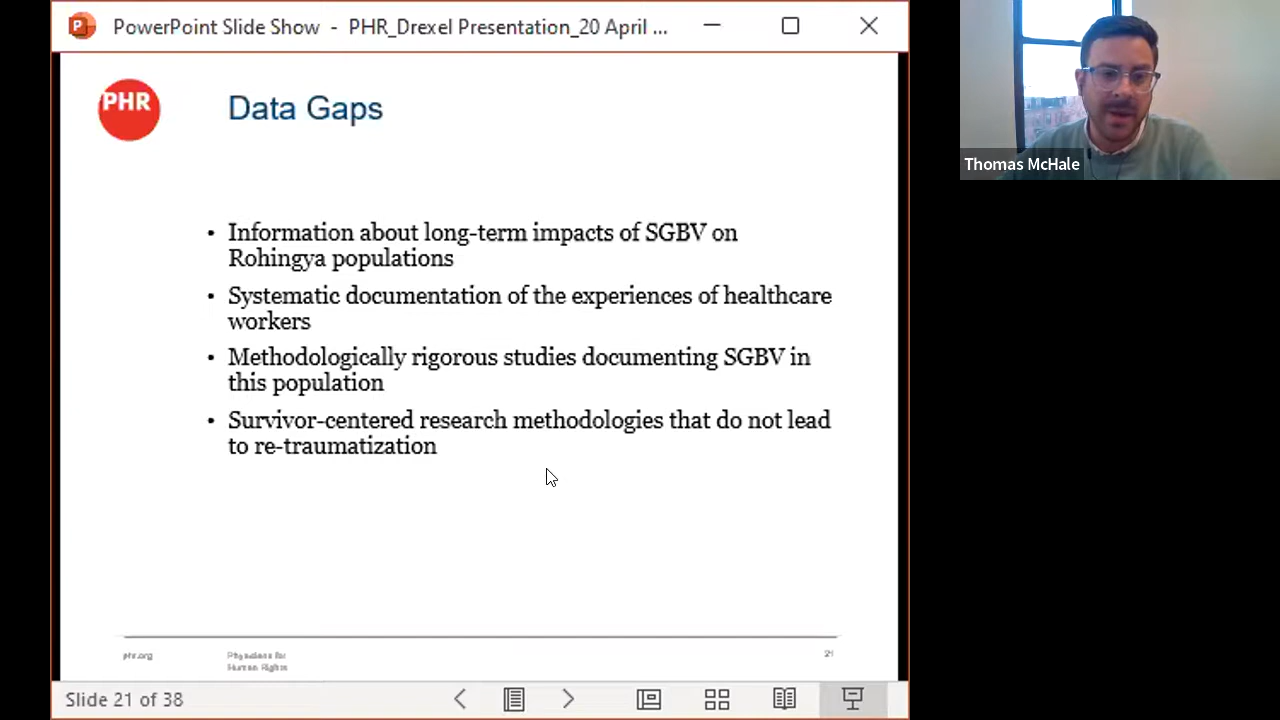 PowerPoint Slide Show - PHR_Drexel Presentation_20 April ...
PHR
Data Gaps
• Information about long-term impacts of SGBV on
Rohingya populations
• Systematic documentation of the experiences of healthcare
workers
• Methodologically rigorous studies documenting SGBV in
this population
• Survivor-centered research methodologies that do not lead
to re-traumatization
phr.org
Physicians for
Human Rights
21
Slide 21 of 38
Thomas McHale